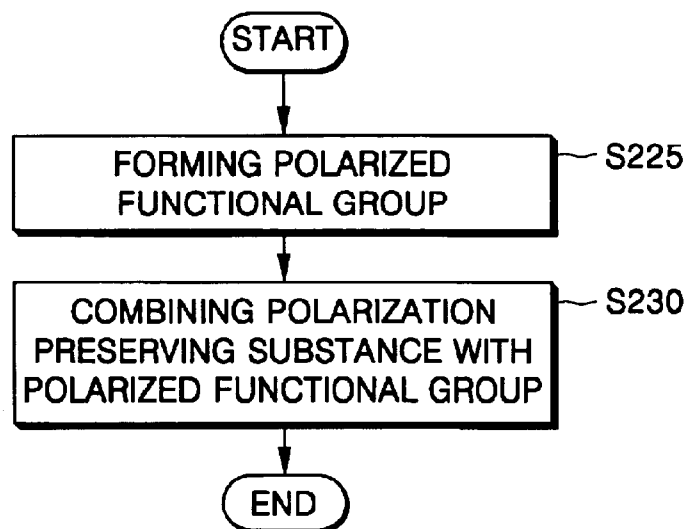 START
FORMING POLARIZED
FUNCTIONAL GROUP
S225
COMBINING POLARIZATION
PRESERVING SUBSTANCE WITH
POLARIZED FUNCTIONAL GROUP
S230
END